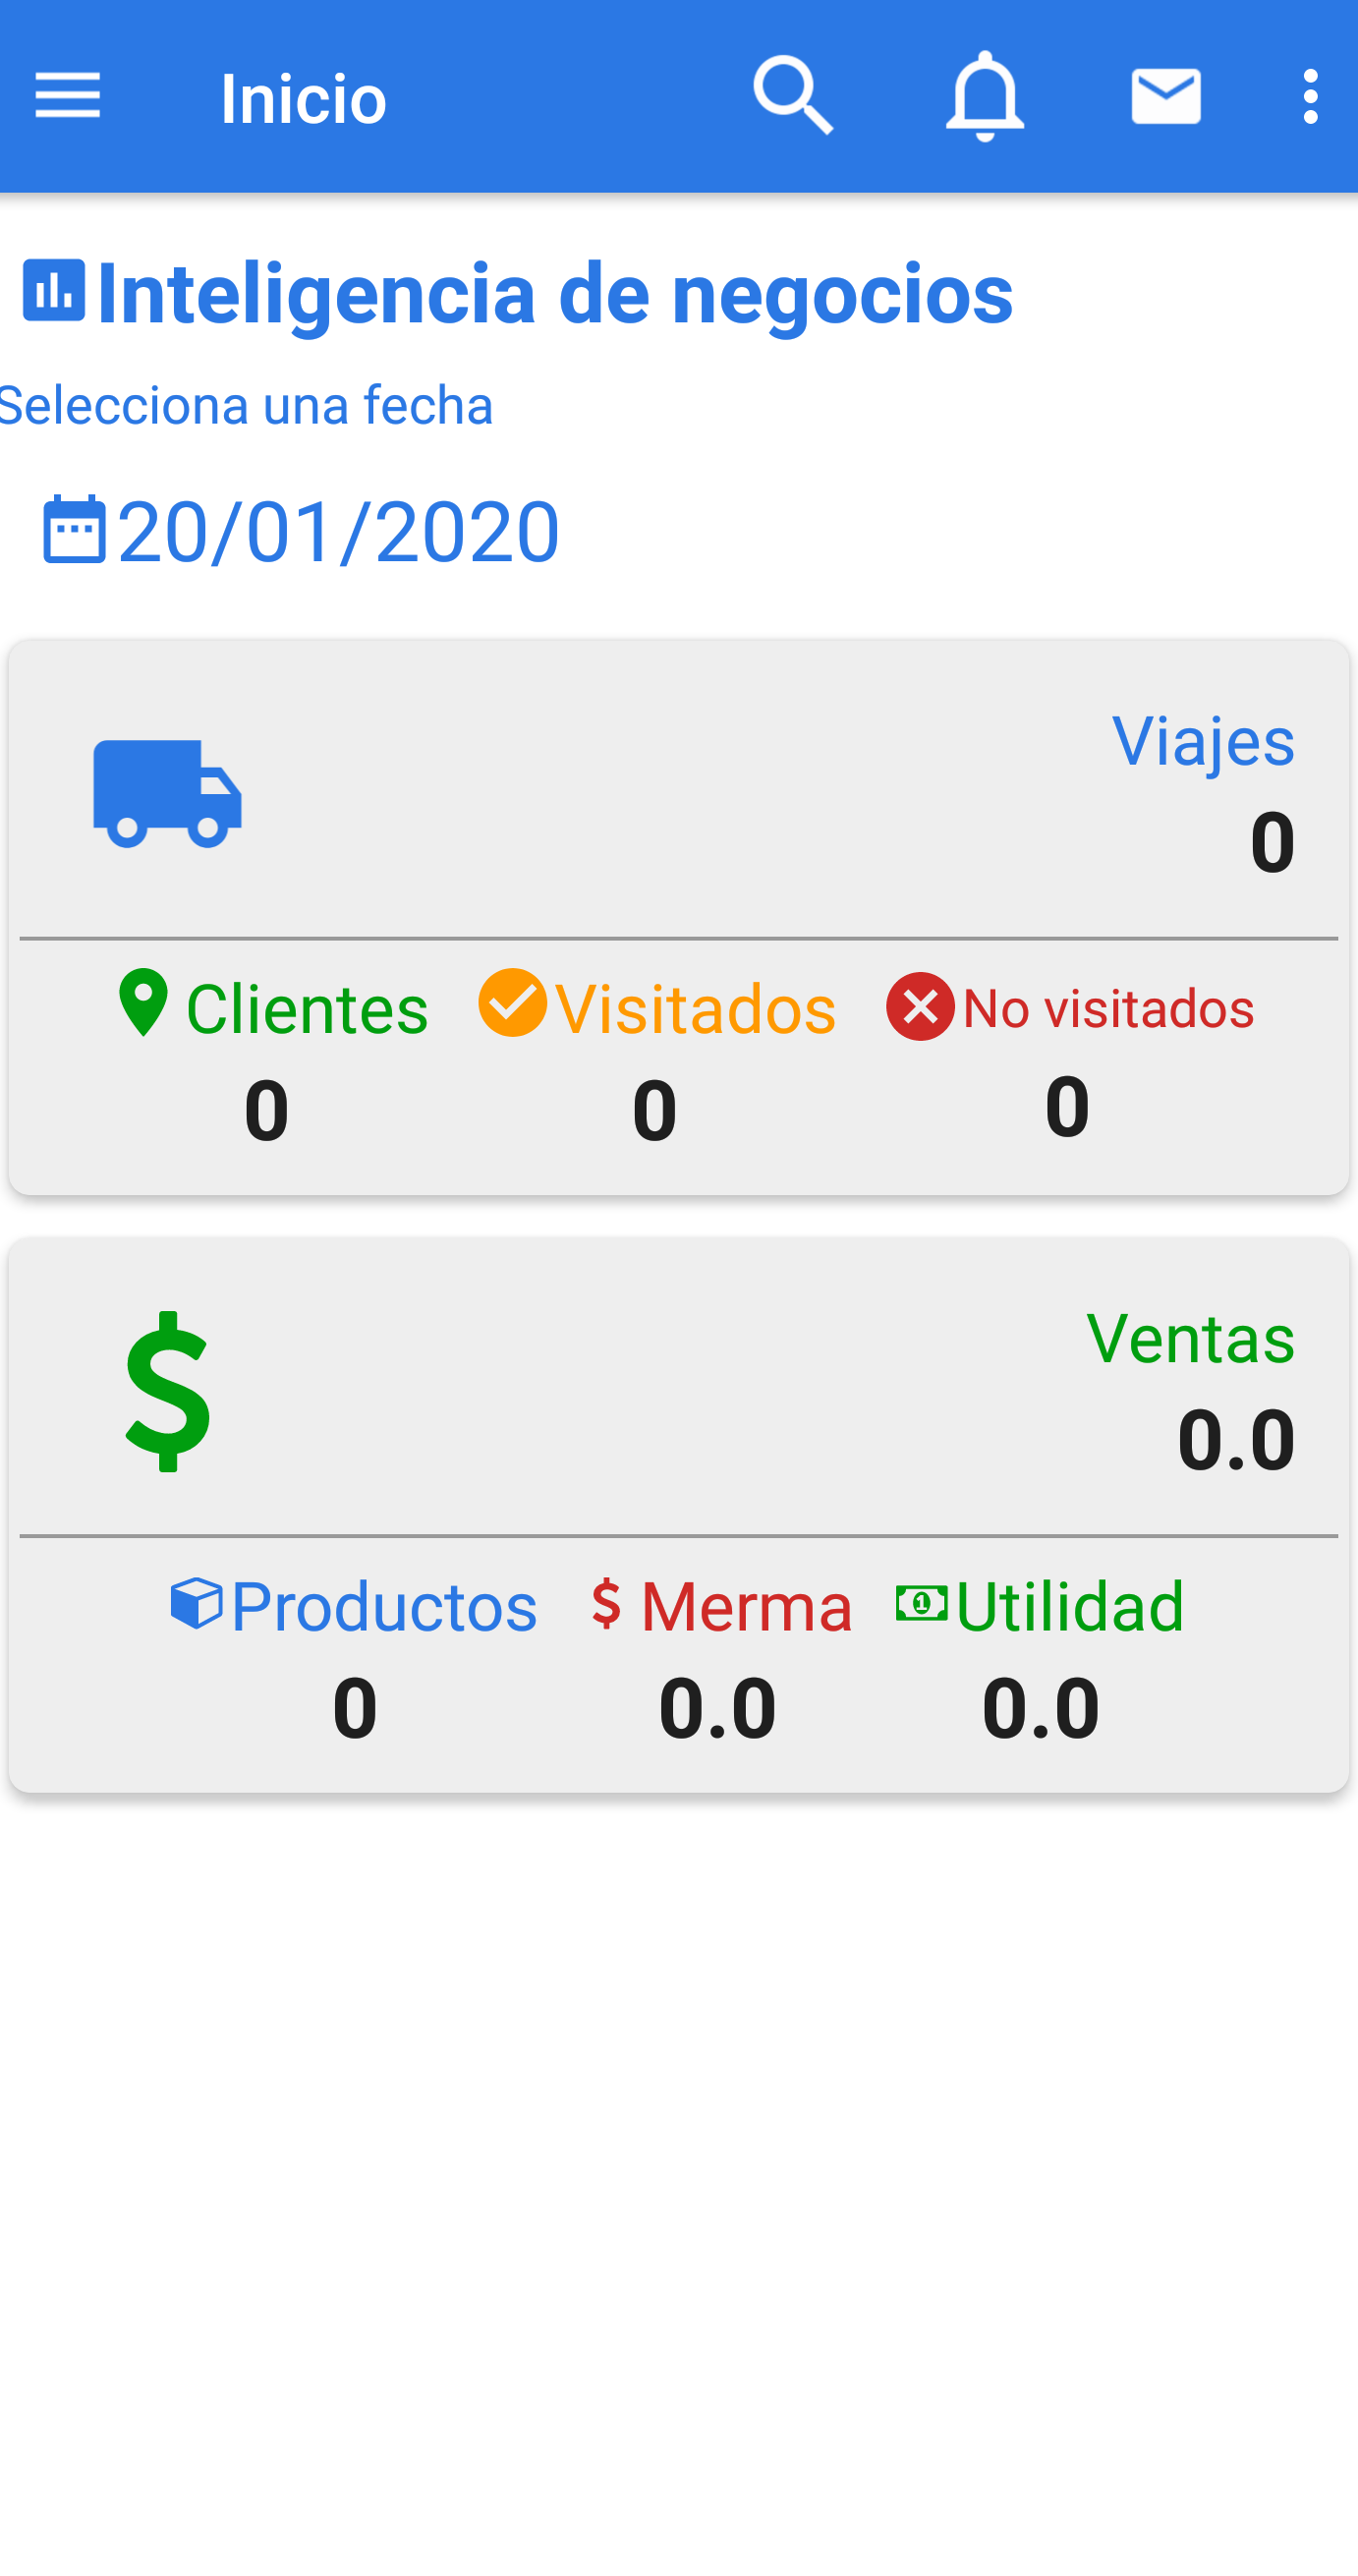 Inicio
Inteligencia de negocios
Selecciona una fecha
20/01/2020
Viajes
0
Clientes Visitados No visitados
0 0 0
Ventas
0.0
Productos Merma Utilidad
0 0.0 0.0